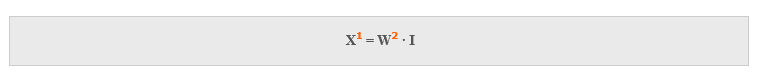 X¹ = W² · I